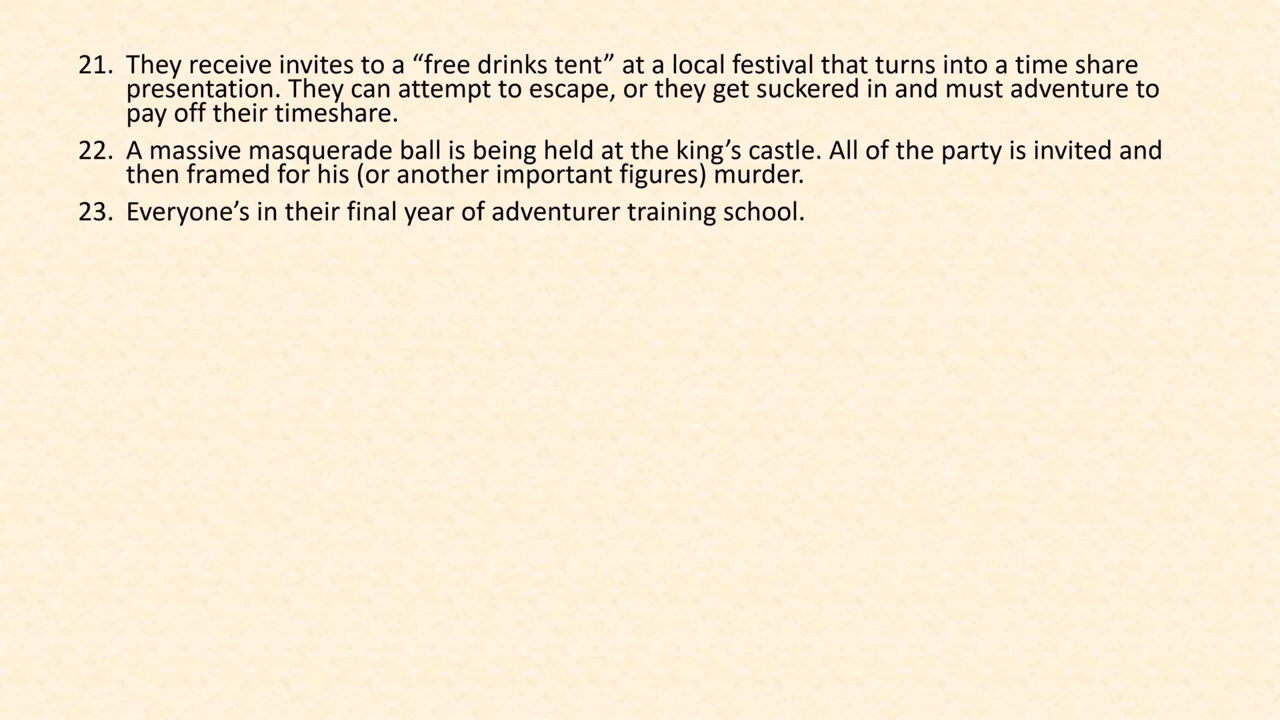 21. They receive invites to a “free drinks tent” at a local festival that turns into a time share
presentation. They can attempt to escape, or they get suckered in and must adventure to
pay off their timeshare.
22. A massive masquerade ball is being held at the king’s castle. All of the party is invited and
then framed for his (or another important figures) murder.
23. Everyone’s in their final year of adventurer training school.